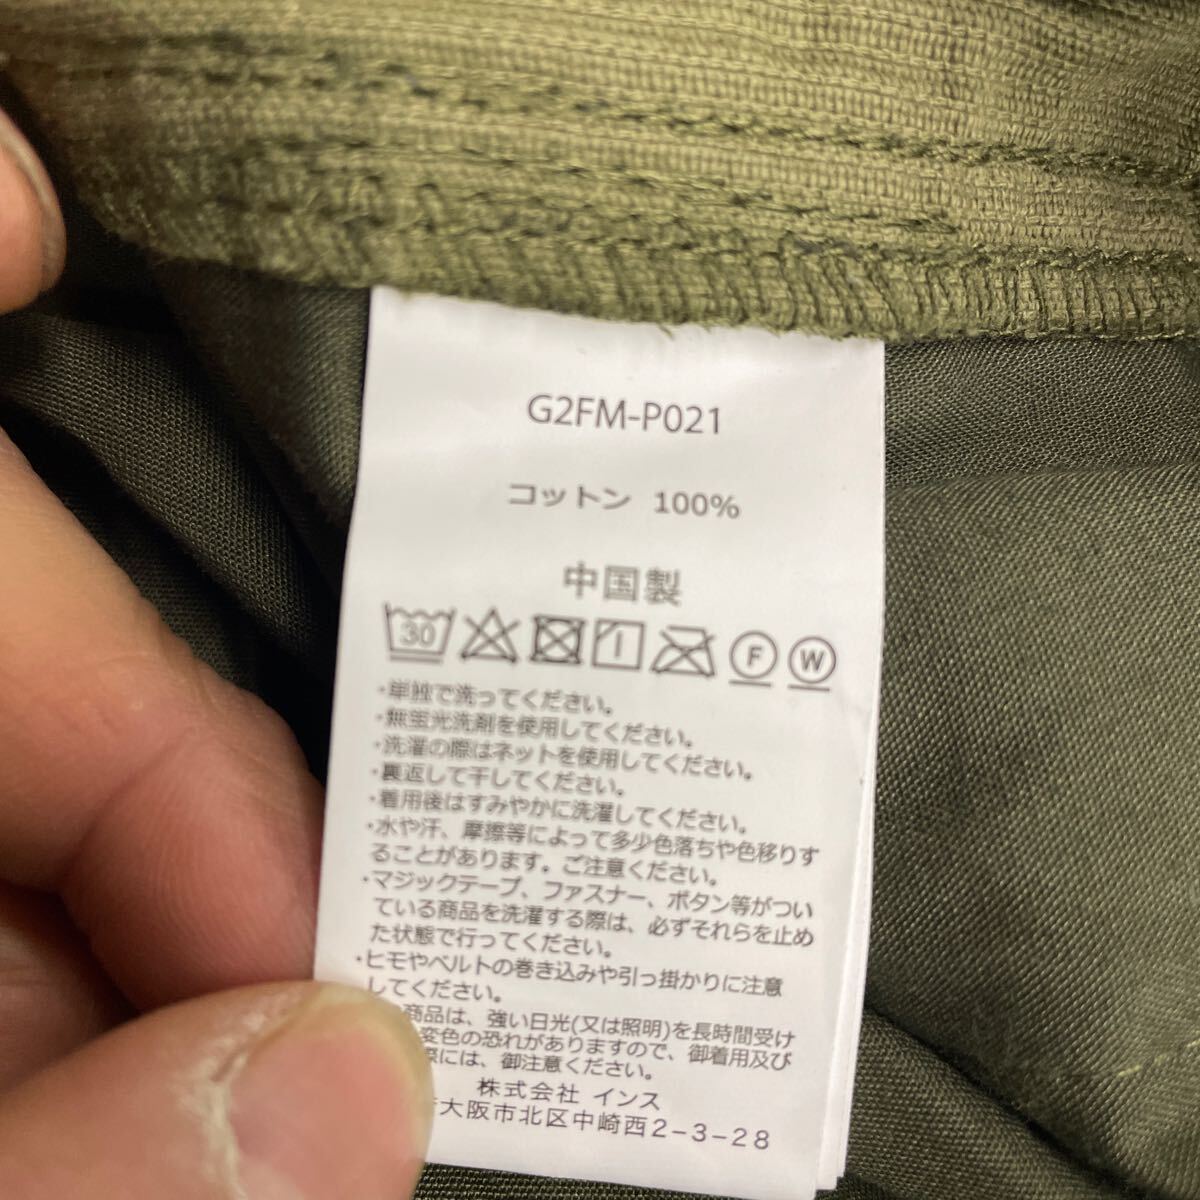 G2FM-P021
コットン 100%
中国製
30 F W
・単独で洗ってください。
・無蛍光洗剤を使用してください。
・洗濯の際はネットを使用してください。
・裏返して干してください。
・着用後はすみやかに洗濯してください。
・水や汗、摩擦等によって多少色落ちや色移りす
ることがあります。ご注意ください。
・マジックテープ、ファスナー、ボタン等がつい
ている商品を洗濯する際は、必ずそれらを止め
た状態で行ってください。
・ヒモやベルトの巻き込みや引っ掛かりに注意
してください。
商品は、強い日光(又は照明)を長時間受け
変色の恐れがありますので、御着用及び
際には、御注意ください。
株式会社 インス
大阪市北区中崎西2-3-28